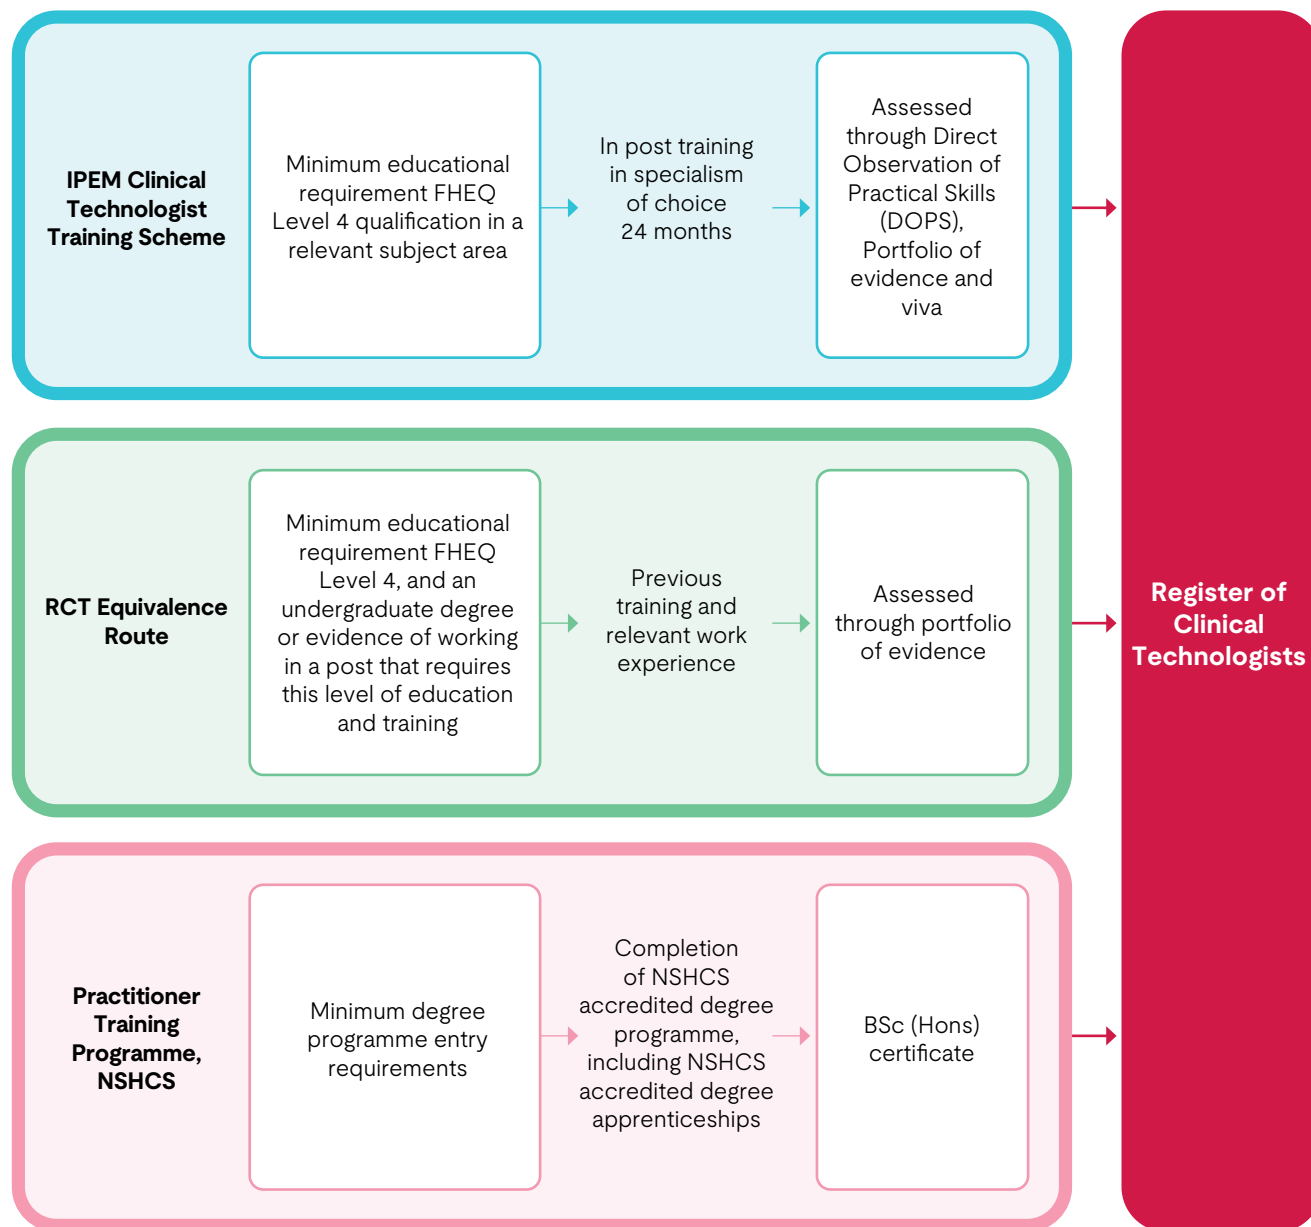 IPEM Clinical
Technologist
Training Scheme
Minimum educational
requirement FHEQ
Level 4 qualification in a
relevant subject area
In post training
in specialism
of choice
24 months
Assessed
through Direct
Observation of
Practical Skills
(DOPS),
Portfolio of
evidence and
viva
RCT Equivalence
Route
Minimum educational
requirement FHEQ
Level 4, and an
undergraduate degree
or evidence of working
in a post that requires
this level of education
and training
Previous
training and
relevant work
experience
Assessed
through portfolio
of evidence
Practitioner
Training
Programme,
NSHCS
Minimum degree
programme entry
requirements
Completion
of NSHCS
accredited degree
programme,
including NSHCS
accredited degree
apprenticeships
BSc (Hons)
certificate
Register of
Clinical
Technologists